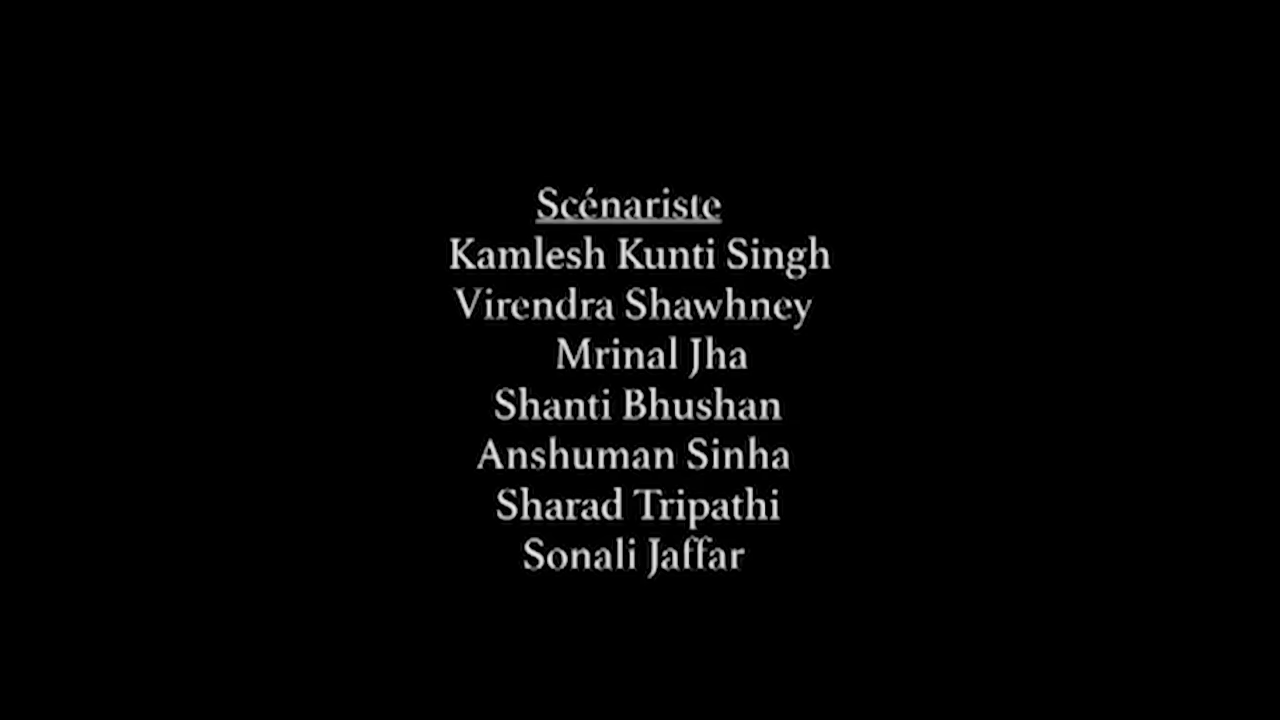 Scénariste
Kamlesh Kunti Singh
Virendra Shawhney
Mrinal Jha
Shanti Bhushan
Anshuman Sinha
Sharad Tripathi
Sonali Jaffar